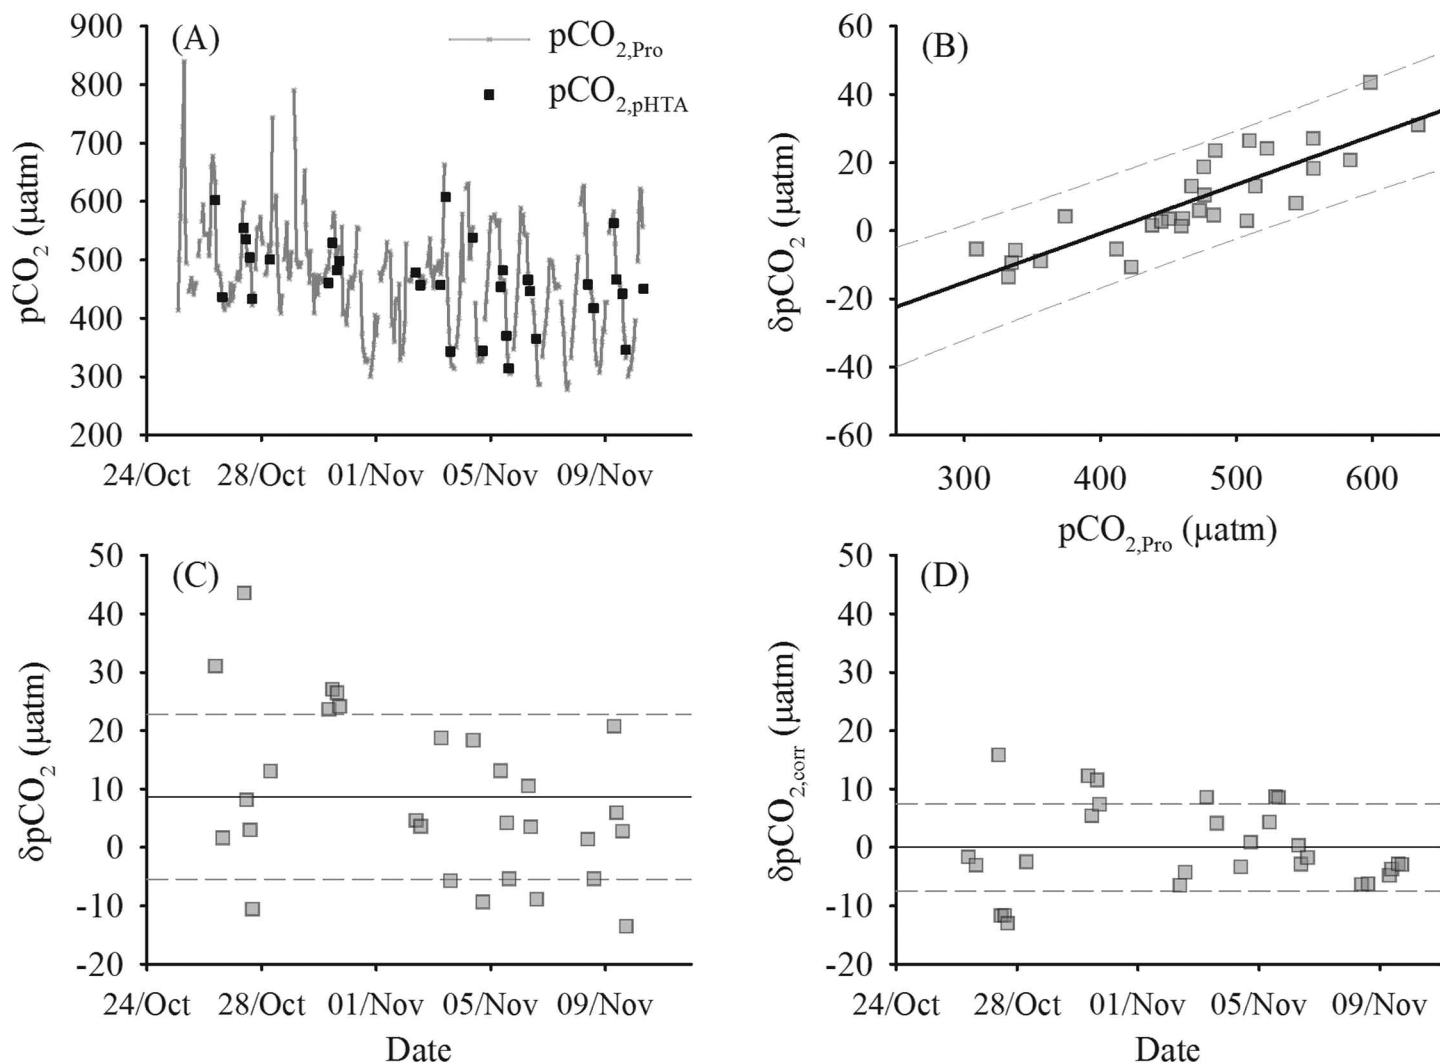 (A)
pCO2,Pro
pCO2,pHTA
pCO2 (µatm)
900
800
700
600
500
400
300
200
24/Oct 28/Oct 01/Nov 05/Nov 09/Nov
(B)
δpCO2 (µatm)
60
40
20
0
-20
-40
-60
300 400 500 600
pCO2,Pro (µatm)
(C)
δpCO2 (µatm)
50
40
30
20
10
0
-10
-20
24/Oct 28/Oct 01/Nov 05/Nov 09/Nov
Date
(D)
δpCO2,corr (µatm)
50
40
30
20
10
0
-10
-20
24/Oct 28/Oct 01/Nov 05/Nov 09/Nov
Date